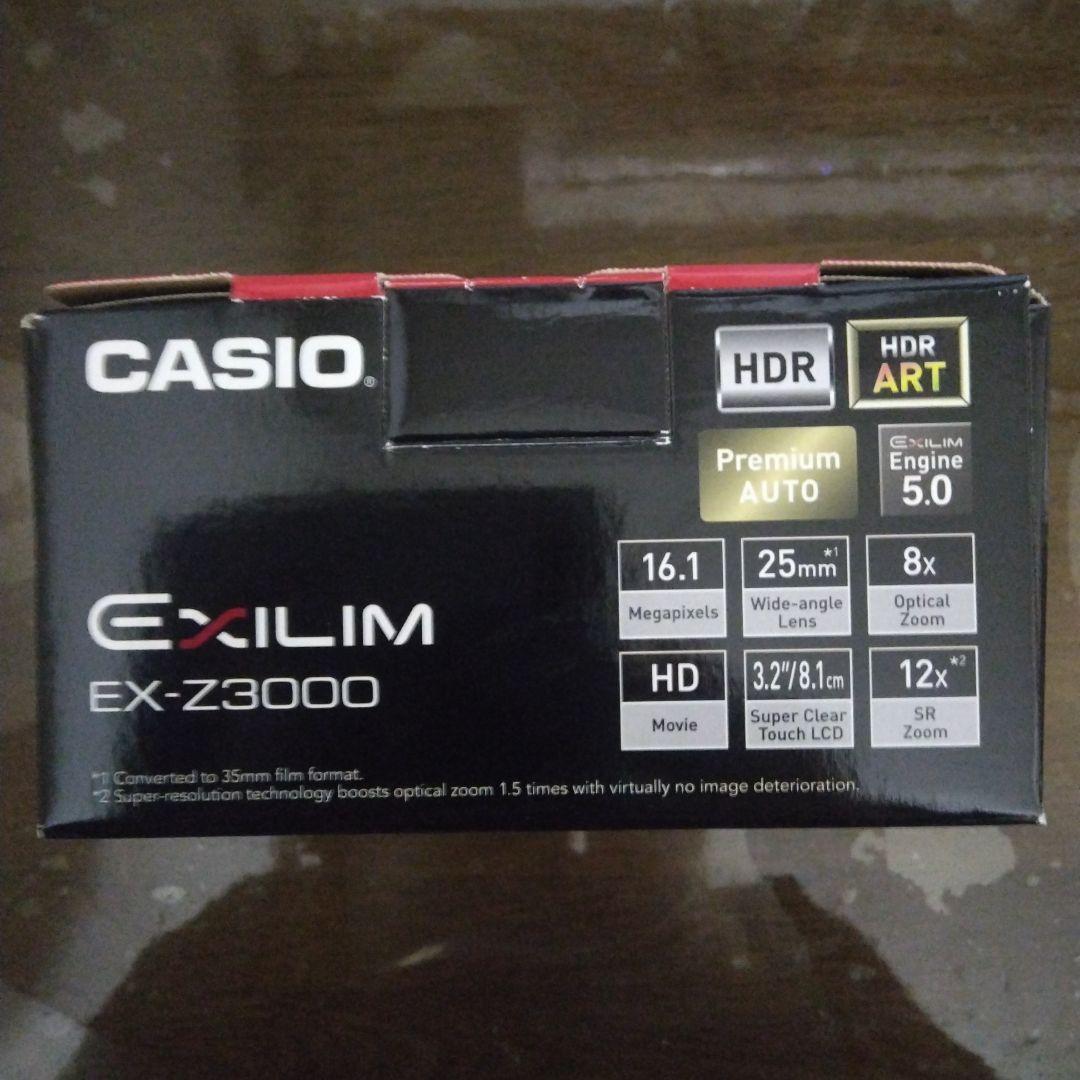 CASIO®
HDR
HDR
ART
Premium
AUTO
EXILIM
Engine
5.0
16.1
Megapixels
25mm*1
Wide-angle
Lens
8x
Optical
Zoom
EXILIM
EX-Z3000
HD
Movie
3.2"/8.1cm
Super Clear
Touch LCD
12x*2
SR
Zoom
*1 Converted to 35mm film format.
*2 Super-resolution technology boosts optical zoom 1.5 times with virtually no image deterioration.